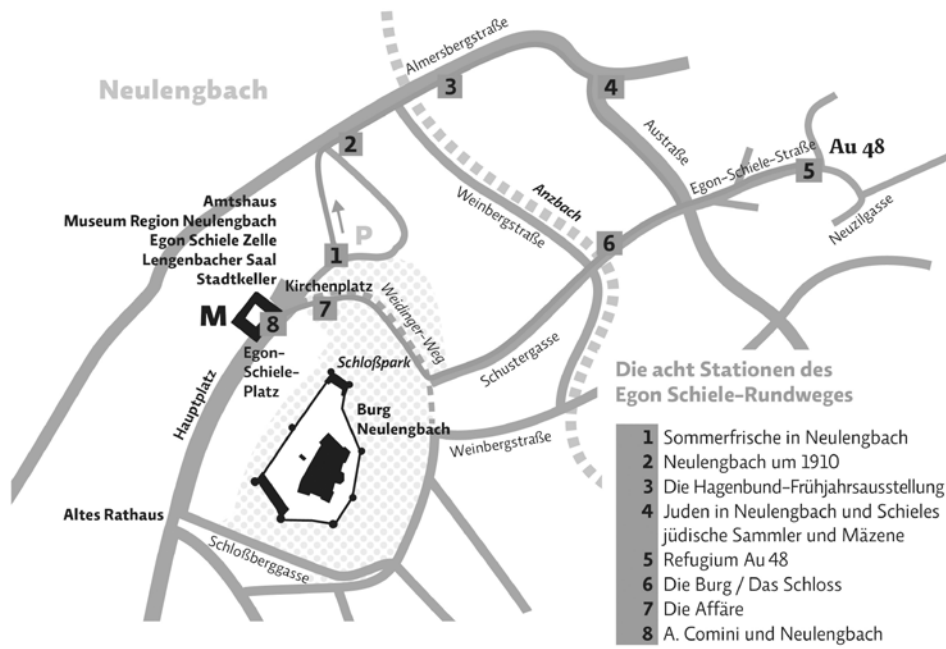 Neulengbach
Almersbergstraße
3
4
2
Austraße
Egon-Schiele-Straße
Au 48
5
Neuzilgasse
Amtshaus
Museum Region Neulengbach
Egon Schiele Zelle
Lengenbacher Saal
Stadtkeller
P
1
Weinbergstraße
Anzbach
6
M
8
Kirchenplatz
7
Weidinger-Weg
Egon-
Schiele-
Platz
Schloßpark
Schustergasse
Hauptplatz
Burg
Neulengbach
Weinbergstraße
Altes Rathaus
Schloßberggasse
Die acht Stationen des
Egon Schiele-Rundweges
1 Sommerfrische in Neulengbach
2 Neulengbach um 1910
3 Die Hagenbund-Frühjahrsausstellung
4 Juden in Neulengbach und Schieles
jüdische Sammler und Mäzene
5 Refugium Au 48
6 Die Burg / Das Schloss
7 Die Affäre
8 A. Comini und Neulengbach